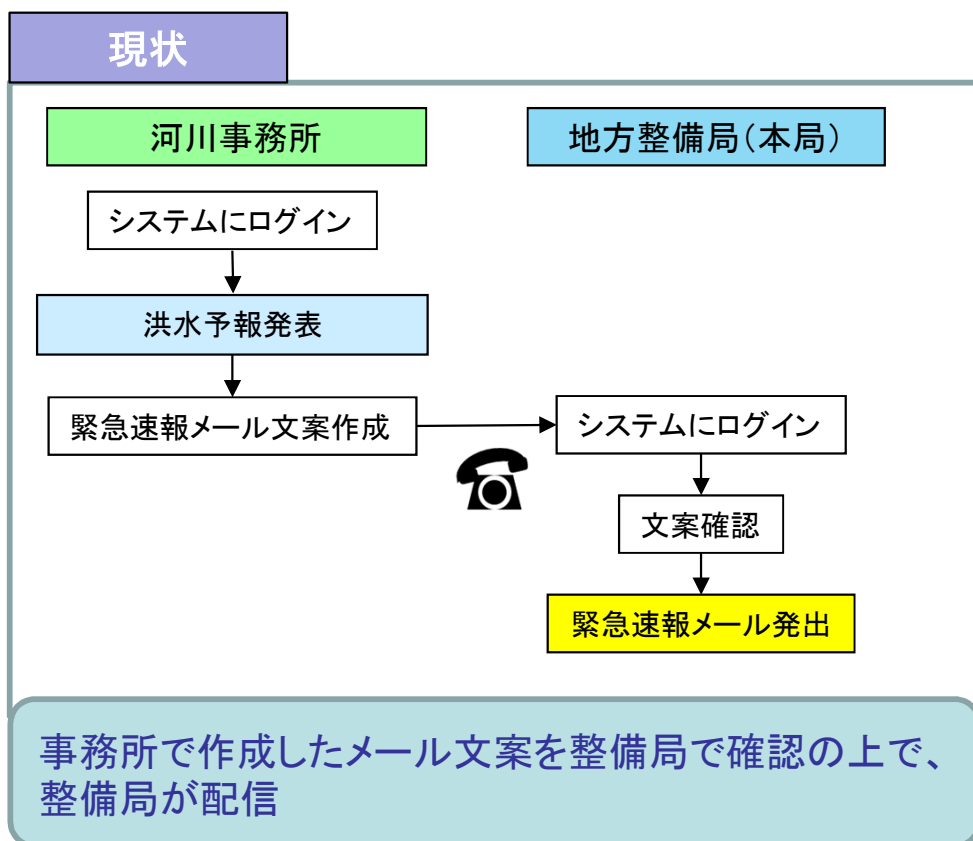 現状
河川事務所
地方整備局(本局)
システムにログイン
洪水予報発表
緊急速報メール文案作成
システムにログイン
文案確認
緊急速報メール発出
事務所で作成したメール文案を整備局で確認の上で、
整備局が配信